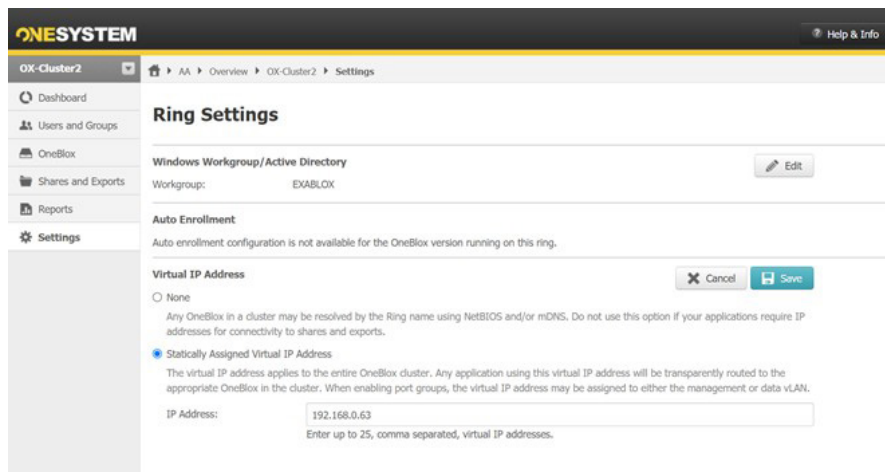 ONESYSTEM
Help & Info
OX-Cluster2
AA
Overview
OX-Cluster2
Settings
Dashboard
Users and Groups
OneBlox
Shares and Exports
Reports
Settings
Ring Settings
Windows Workgroup/Active Directory
Edit
Workgroup: EXABLOX
Auto Enrollment
Auto enrollment configuration is not available for the OneBlox version running on this ring.
Virtual IP Address
Cancel
Save
None
Any OneBlox in a cluster may be resolved by the Ring name using NetBIOS and/or mDNS. Do not use this option if your applications require IP
addresses for connectivity to shares and exports.
Statically Assigned Virtual IP Address
The virtual IP address applies to the entire OneBlox cluster. Any application using this virtual IP address will be transparently routed to the
appropriate OneBlox in the cluster. When enabling port groups, the virtual IP address may be assigned to either the management or data vLAN.
IP Address: 192.168.0.63
Enter up to 25, comma separated, virtual IP addresses.